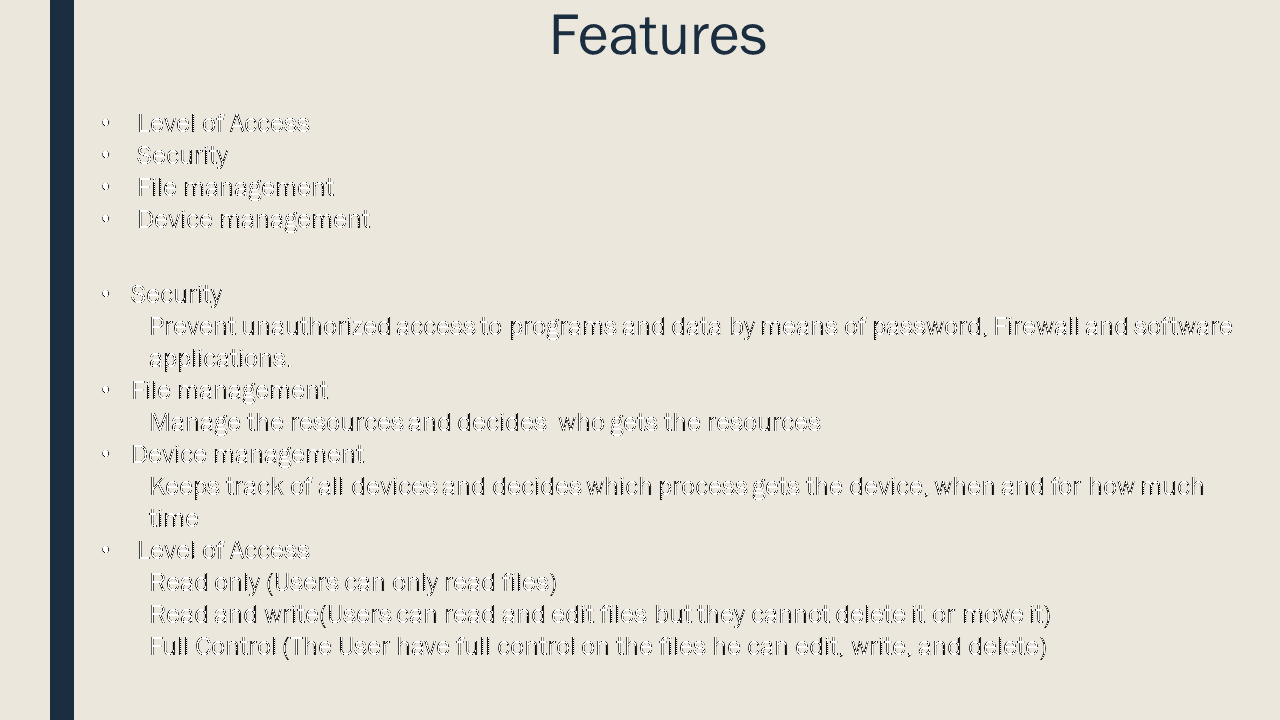 Features
• Level of Access
• Security
• File management
• Device management
• Security
Prevent unauthorized access to programs and data by means of password, Firewall and software
applications.
• File management
Manage the resources and decides who gets the resources
• Device management
Keeps track of all devices and decides which process gets the device, when and for how much
time
• Level of Access
Read only (Users can only read files)
Read and write(Users can read and edit files but they cannot delete it or move it)
Full Control (The User have full control on the files he can edit, write, and delete)